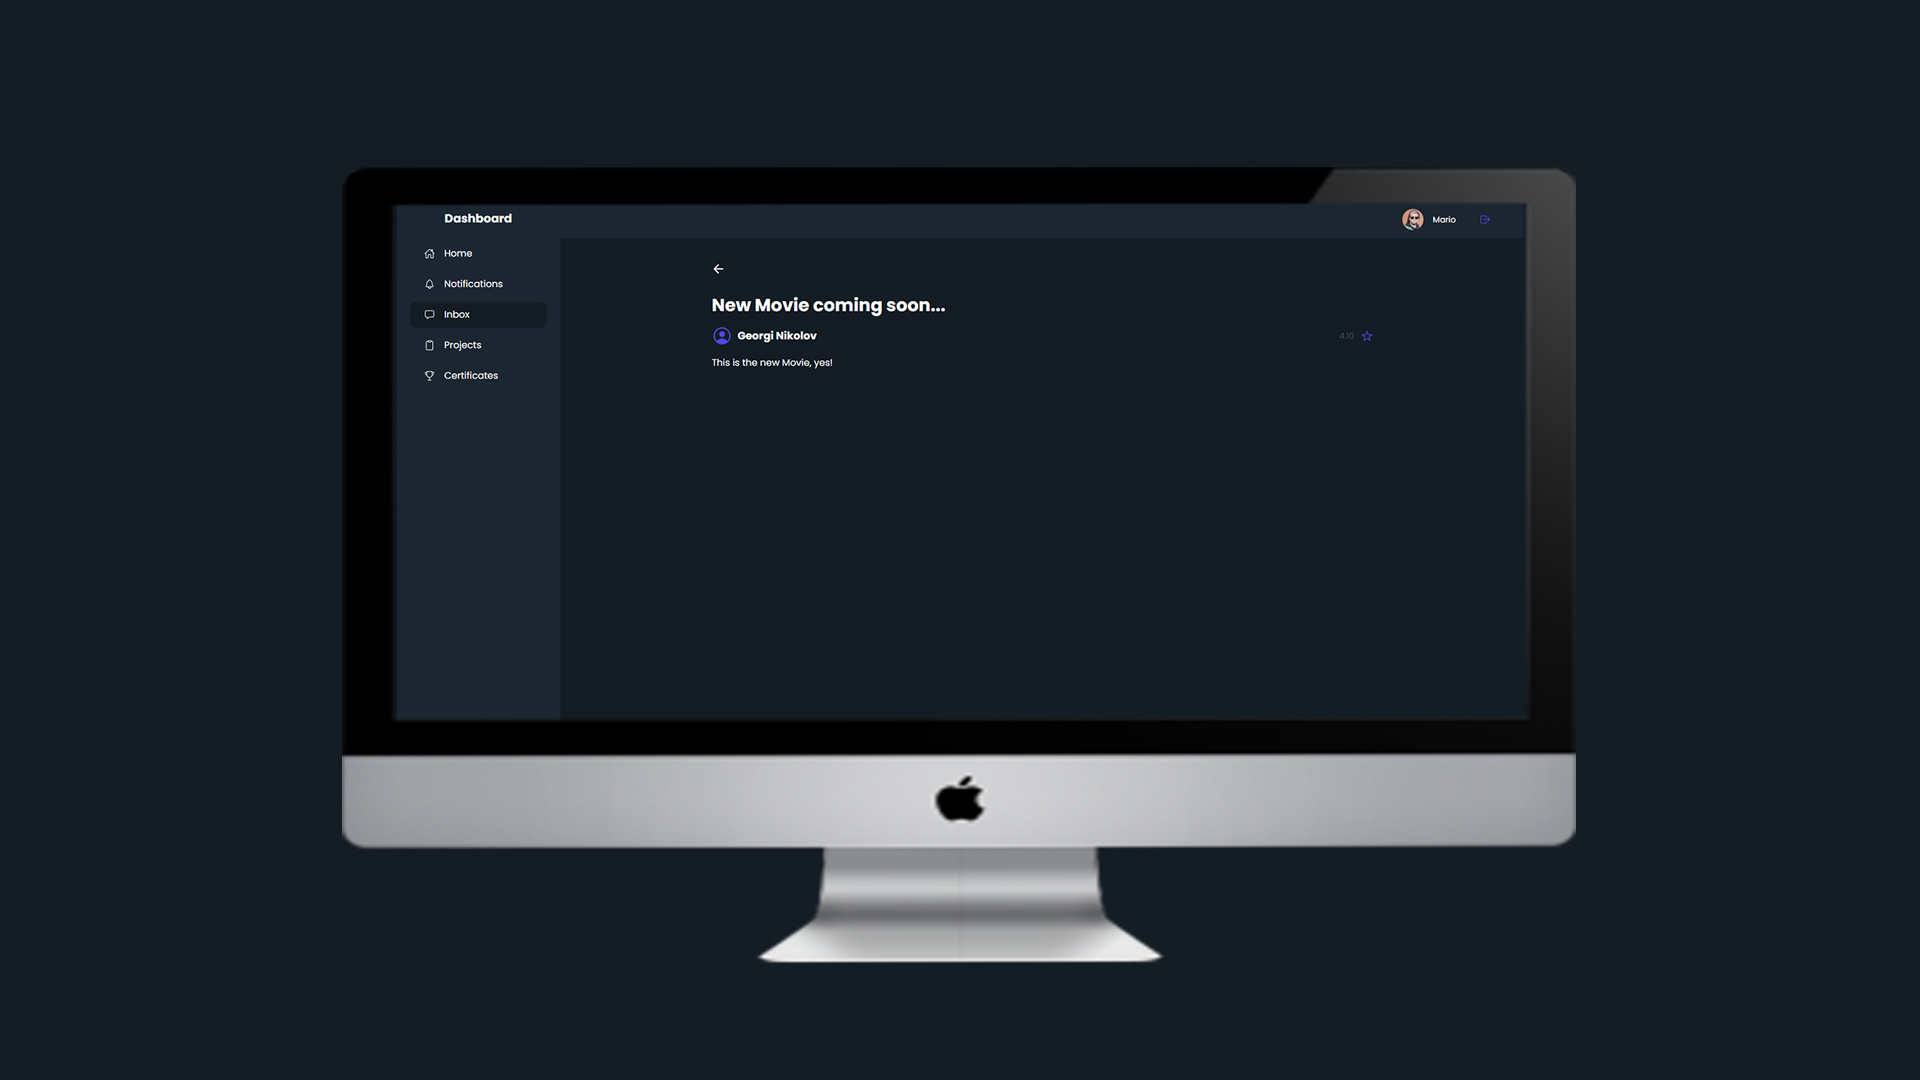 Dashboard
Mario
Home
Notifications
Inbox
Projects
Certificates
New Movie coming soon...
Georgi Nikolov
4.10
This is the new Movie, yes!